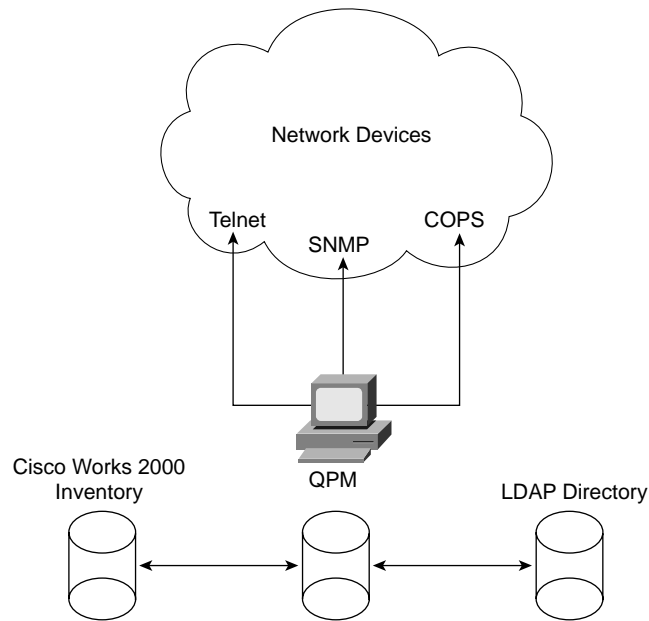 Network Devices
Telnet
SNMP
COPS
Cisco Works 2000
Inventory
QPM
LDAP Directory